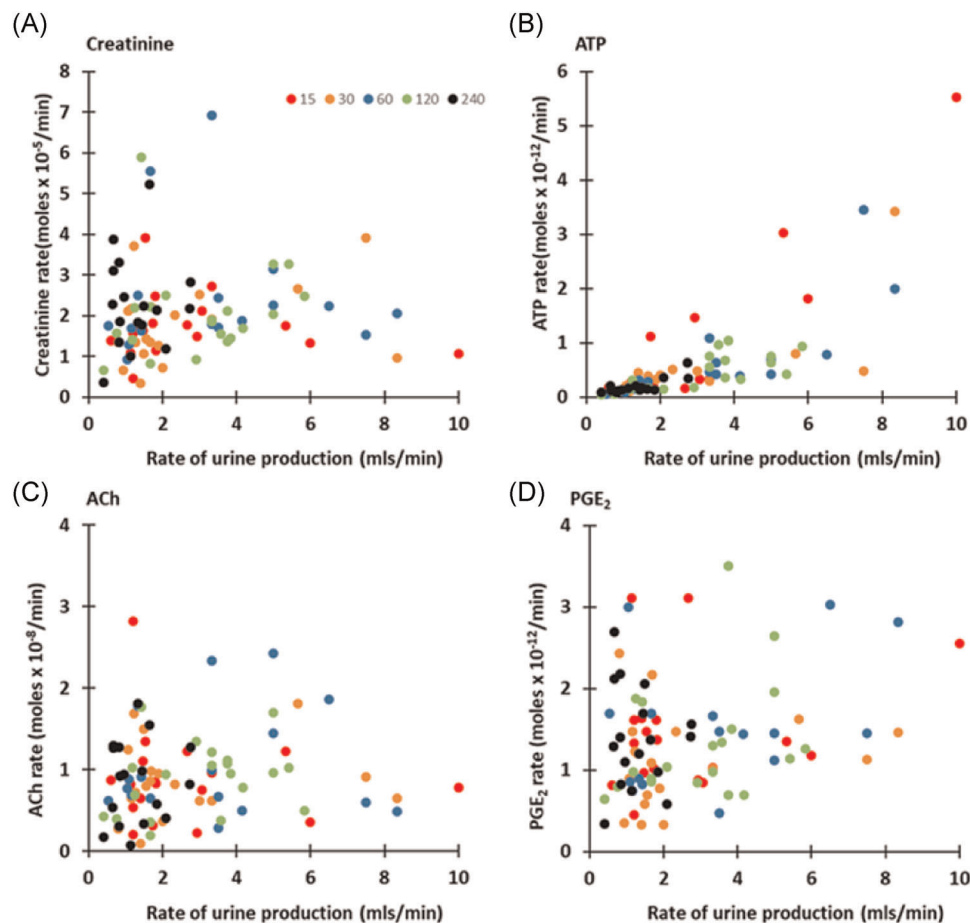 (A)
Creatinine
Creatinine rate(moles x 10⁻⁵/min)
8
7
6
5
4
3
2
1
0
15 30 60 120 240
0 2 4 6 8 10
Rate of urine production (mls/min)
(B)
ATP
ATP rate(moles x 10⁻¹²/min)
6
5
4
3
2
1
0
0 2 4 6 8 10
Rate of urine production (mls/min)
(C)
ACh
ACh rate (moles x 10⁻⁸/min)
4
3
2
1
0
0 2 4 6 8 10
Rate of urine production (mls/min)
(D)
PGE₂
PGE₂ rate (moles x 10⁻¹²/min)
4
3
2
1
0
0 2 4 6 8 10
Rate of urine production (mls/min)